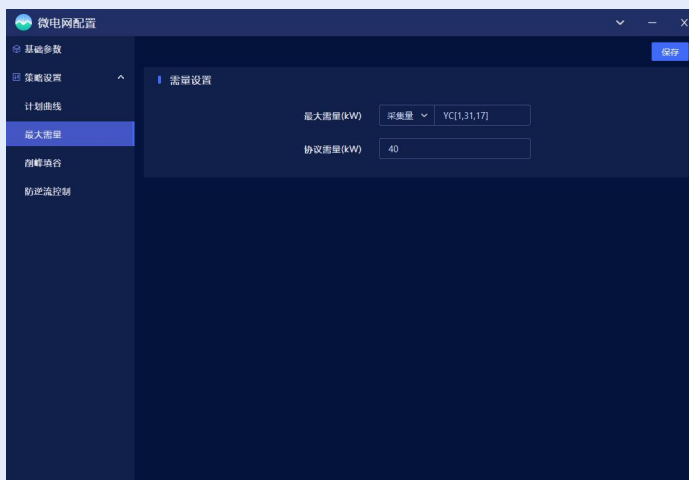 微电网配置
基础参数
保存
策略设置
需量设置
计划曲线
最大需量(kW) 采集量 YC[1,31,17]
最大需量
协议需量(kW) 40
削峰填谷
防逆流控制